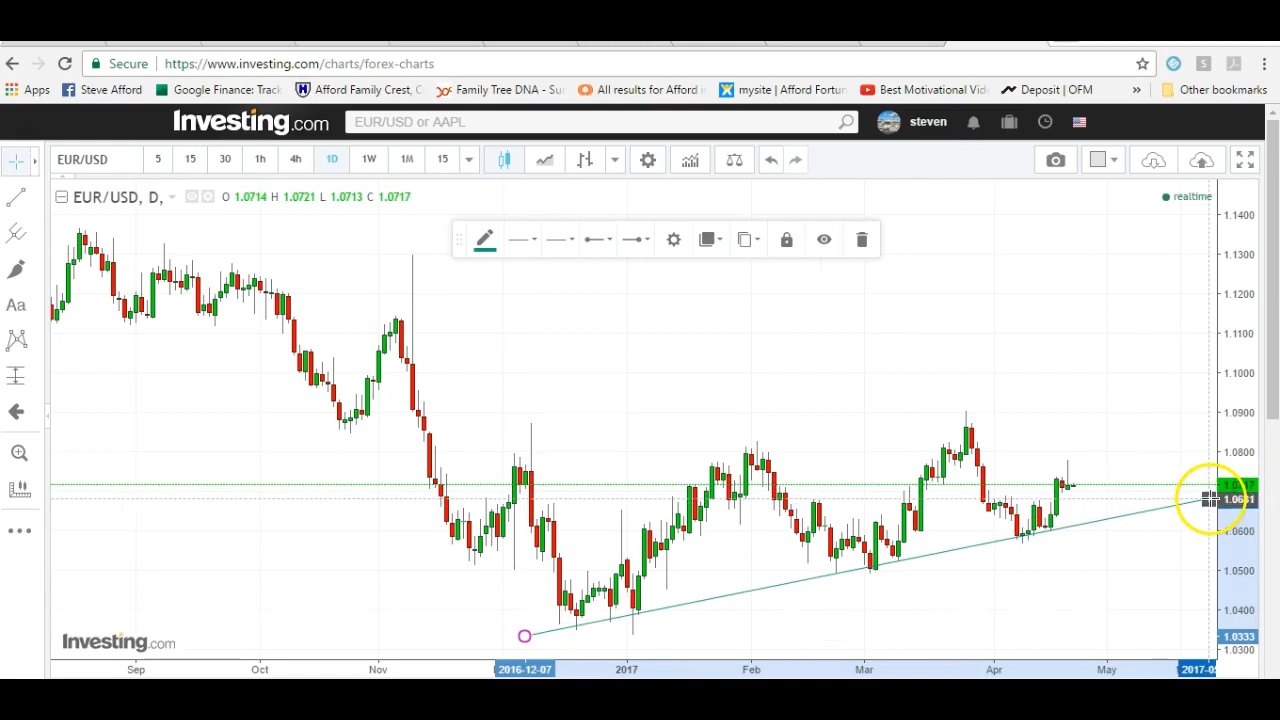 Secure https://www.investing.com/charts/forex-charts
Apps Steve Afford Google Finance: Track Afford Family Crest, C Family Tree DNA - Su All results for Afford mysite | Afford Fortun Best Motivational Vide Deposit | OFM » Other bookmarks
Investing.com EUR/USD or AAPL steven
EUR/USD 5 15 30 1h 4h 1D 1W 1M 15
EUR/USD, D, O 1.0714 H 1.0721 L 1.0713 C 1.0717 realtime
Aa
1.1400
1.1300
1.1200
1.1100
1.1000
1.0900
1.0800
1.0717
1.0600
1.0500
1.0400
1.0333
1.0300
Investing.com
Sep Oct Nov 2016-12-07 2017 Feb Mar Apr May